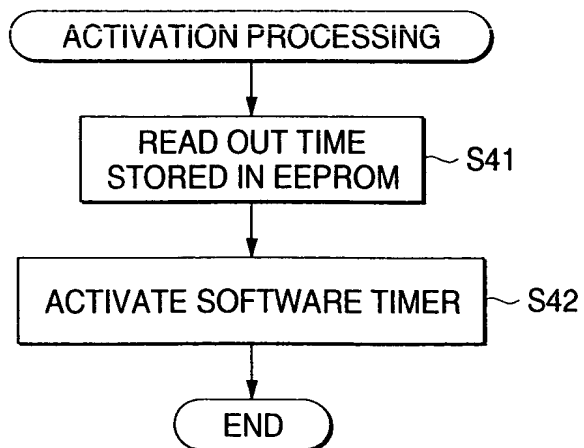 ACTIVATION PROCESSING
READ OUT TIME
STORED IN EEPROM
S41
ACTIVATE SOFTWARE TIMER
S42
END